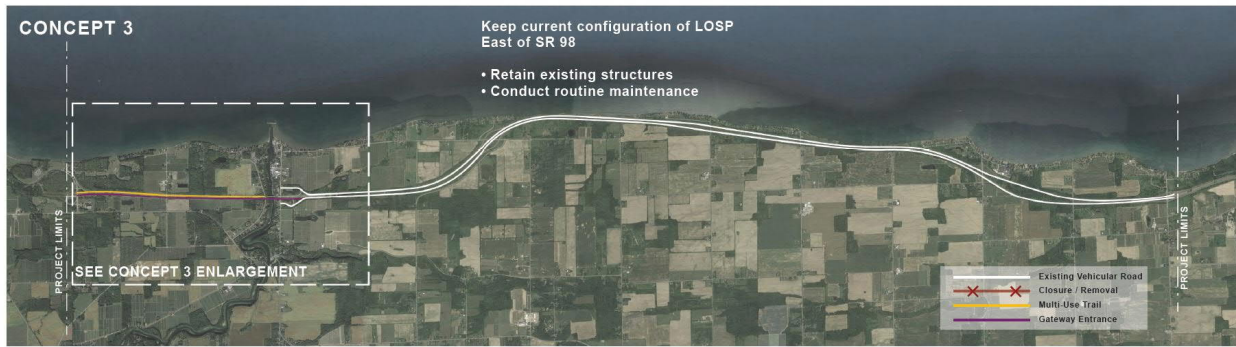 CONCEPT 3
Keep current configuration of LOSP
East of SR 98
• Retain existing structures
• Conduct routine maintenance
PROJECT LIMITS
SEE CONCEPT 3 ENLARGEMENT
PROJECT LIMITS
Existing Vehicular Road
Closure / Removal
Multi-Use Trail
Gateway Entrance